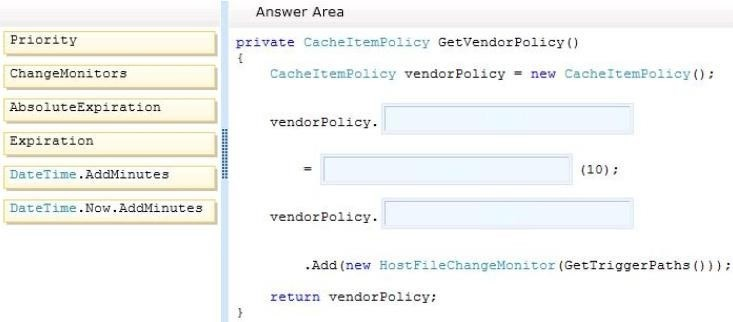 Priority
ChangeMonitors
AbsoluteExpiration
Expiration
DateTime.AddMinutes
DateTime.Now.AddMinutes
Answer Area
private CacheItemPolicy GetVendorPolicy()
{
CacheItemPolicy vendorPolicy = new CacheItemPolicy();
vendorPolicy.
= (10);
vendorPolicy.
.Add(new HostFileChangeMonitor(GetTriggerPaths()));
return vendorPolicy;
}